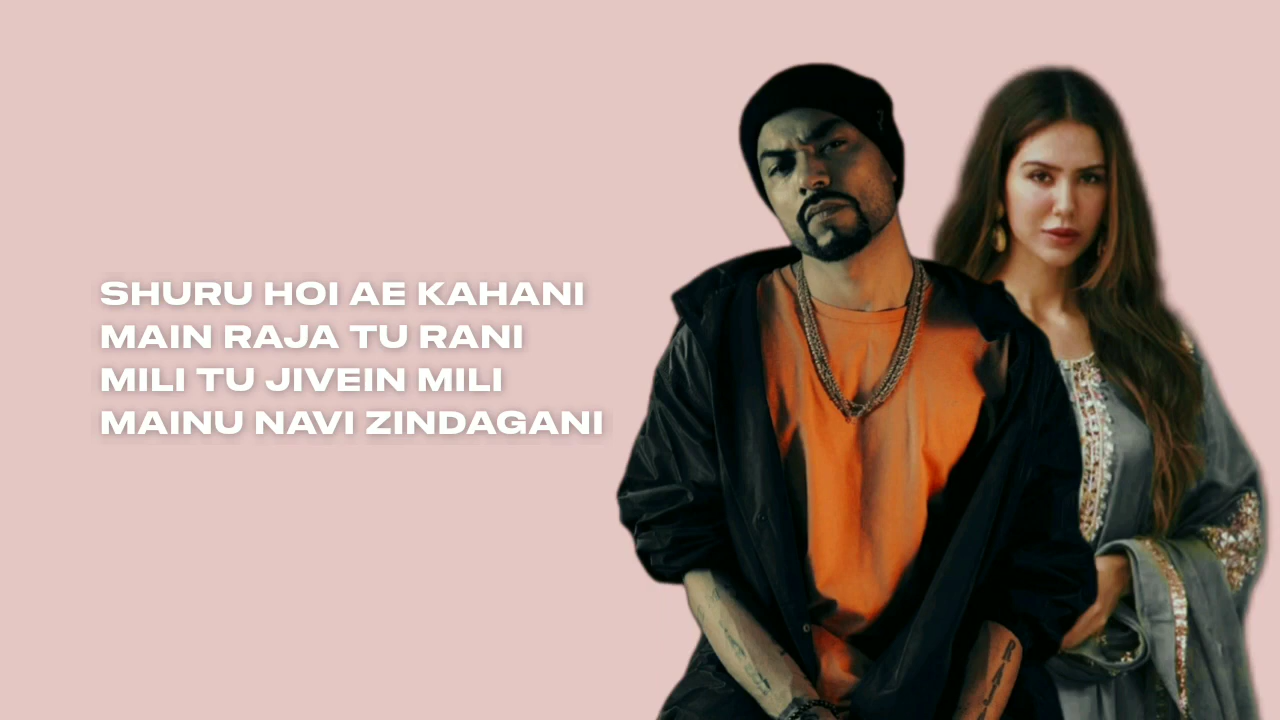 SHURU HOI AE KAHANI
MAIN RAJA TU RANI
MILI TU JIVEIN MILI
MAINU NAVI ZINDAGANI